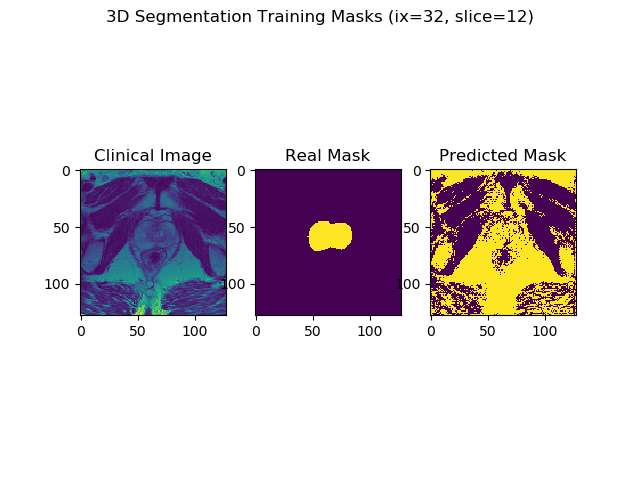 3D Segmentation Training Masks (ix=32, slice=12)
Clinical Image Real Mask Predicted Mask
0 0 0
50 50 50
100 100 100
0 50 100 0 50 100 0 50 100